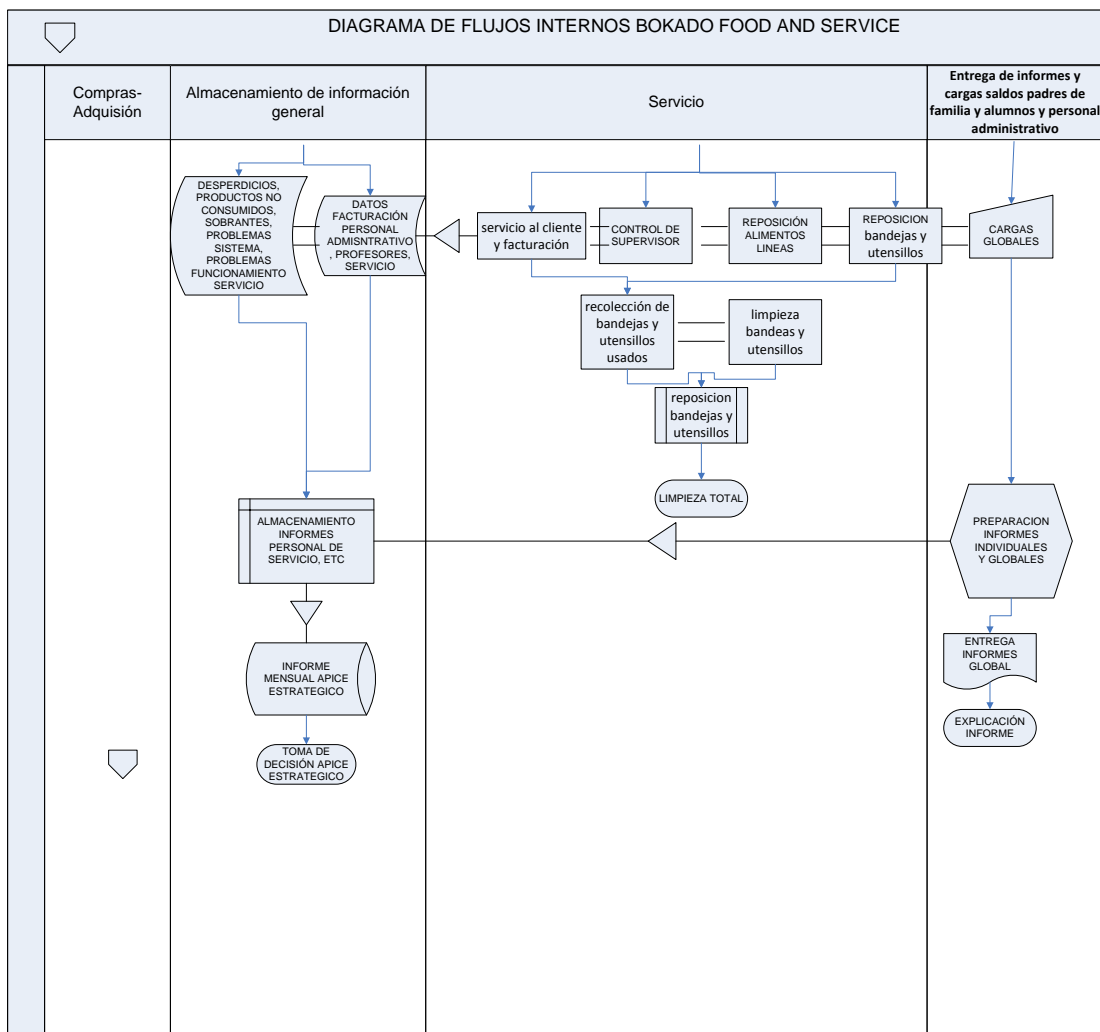 DIAGRAMA DE FLUJOS INTERNOS BOKADO FOOD AND SERVICE
Compras-
Adquisión
Almacenamiento de información
general
Servicio
Entrega de informes y
cargas saldos padres de
familia y alumnos y personal
administrativo
DESPERDICIOS,
PRODUCTOS NO
CONSUMIDOS,
SOBRANTES,
PROBLEMAS
SISTEMA,
PROBLEMAS
FUNCIONAMIENTO
SERVICIO
DATOS
FACTURACIÓN
PERSONAL
ADMISNTRATIVO
, PROFESORES,
SERVICIO
servicio al cliente
y facturación
CONTROL DE
SUPERVISOR
REPOSICIÓN
ALIMENTOS
LINEAS
REPOSICION
bandejas y
utensillos
CARGAS
GLOBALES
recolección de
bandejas y
utensillos
usados
limpieza
bandeas y
utensillos
reposicion
bandejas y
utensillos
LIMPIEZA TOTAL
ALMACENAMIENTO
INFORMES
PERSONAL DE
SERVICIO, ETC
PREPARACION
INFORMES
INDIVIDUALES
Y GLOBALES
INFORME
MENSUAL APICE
ESTRATEGICO
ENTREGA
INFORMES
GLOBAL
EXPLICACIÓN
INFORME
TOMA DE
DECISIÓN APICE
ESTRATEGICO